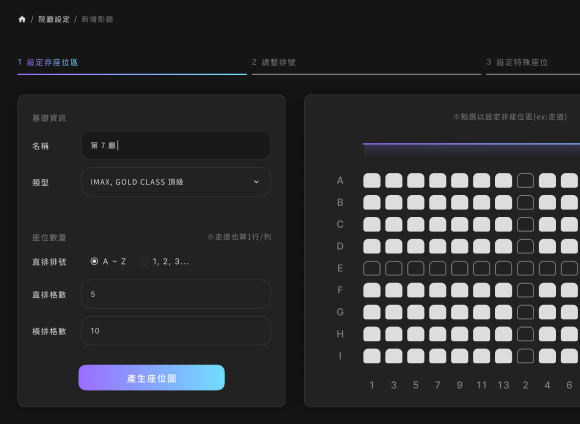 / 院廳設定 / 新增影廳
1 設定非座位區
2 調整排號
3 設定特殊座位
基礎資訊
名稱 第 7 廳
類型 IMAX, GOLD CLASS 頂級
座位數量 ※走道也算1行/列
直排排號 A ~ Z 1, 2, 3...
直排格數 5
橫排格數 10
產生座位圖
※點選以設定非座位區(ex:走道)
A
B
C
D
E
F
G
H
I
1 3 5 7 9 11 13 2 4 6